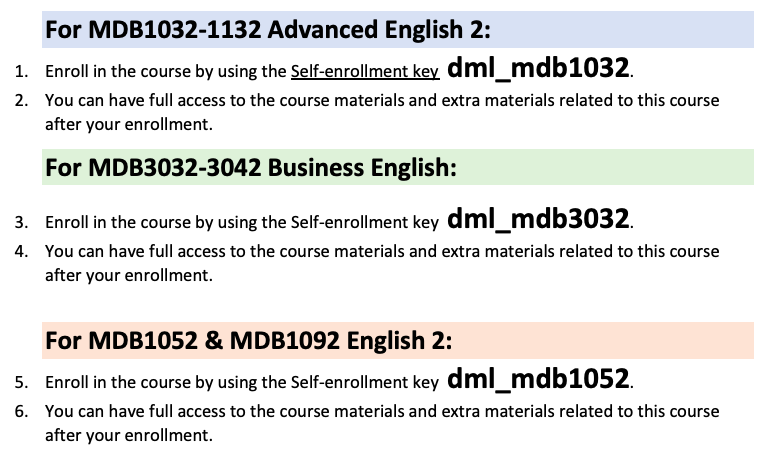 For MDB1032-1132 Advanced English 2:
1. Enroll in the course by using the Self-enrollment key dml_mdb1032.
2. You can have full access to the course materials and extra materials related to this course
after your enrollment.
For MDB3032-3042 Business English:
3. Enroll in the course by using the Self-enrollment key dml_mdb3032.
4. You can have full access to the course materials and extra materials related to this course
after your enrollment.
For MDB1052 & MDB1092 English 2:
5. Enroll in the course by using the Self-enrollment key dml_mdb1052.
6. You can have full access to the course materials and extra materials related to this course
after your enrollment.